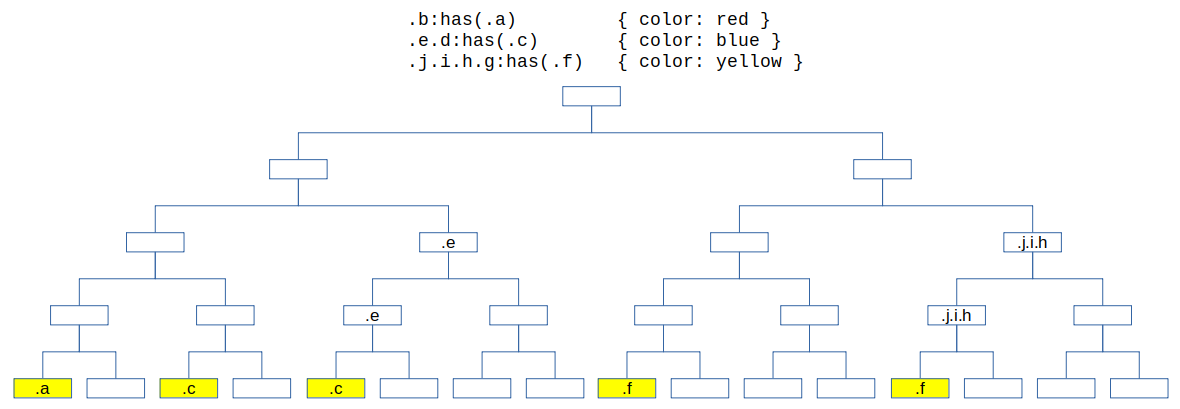 .b:has(.a) { color: red }
.e.d:has(.c) { color: blue }
.j.i.h.g:has(.f) { color: yellow }
.e
.j.i.h
.e
.j.i.h
.a
.c
.c
.f
.f